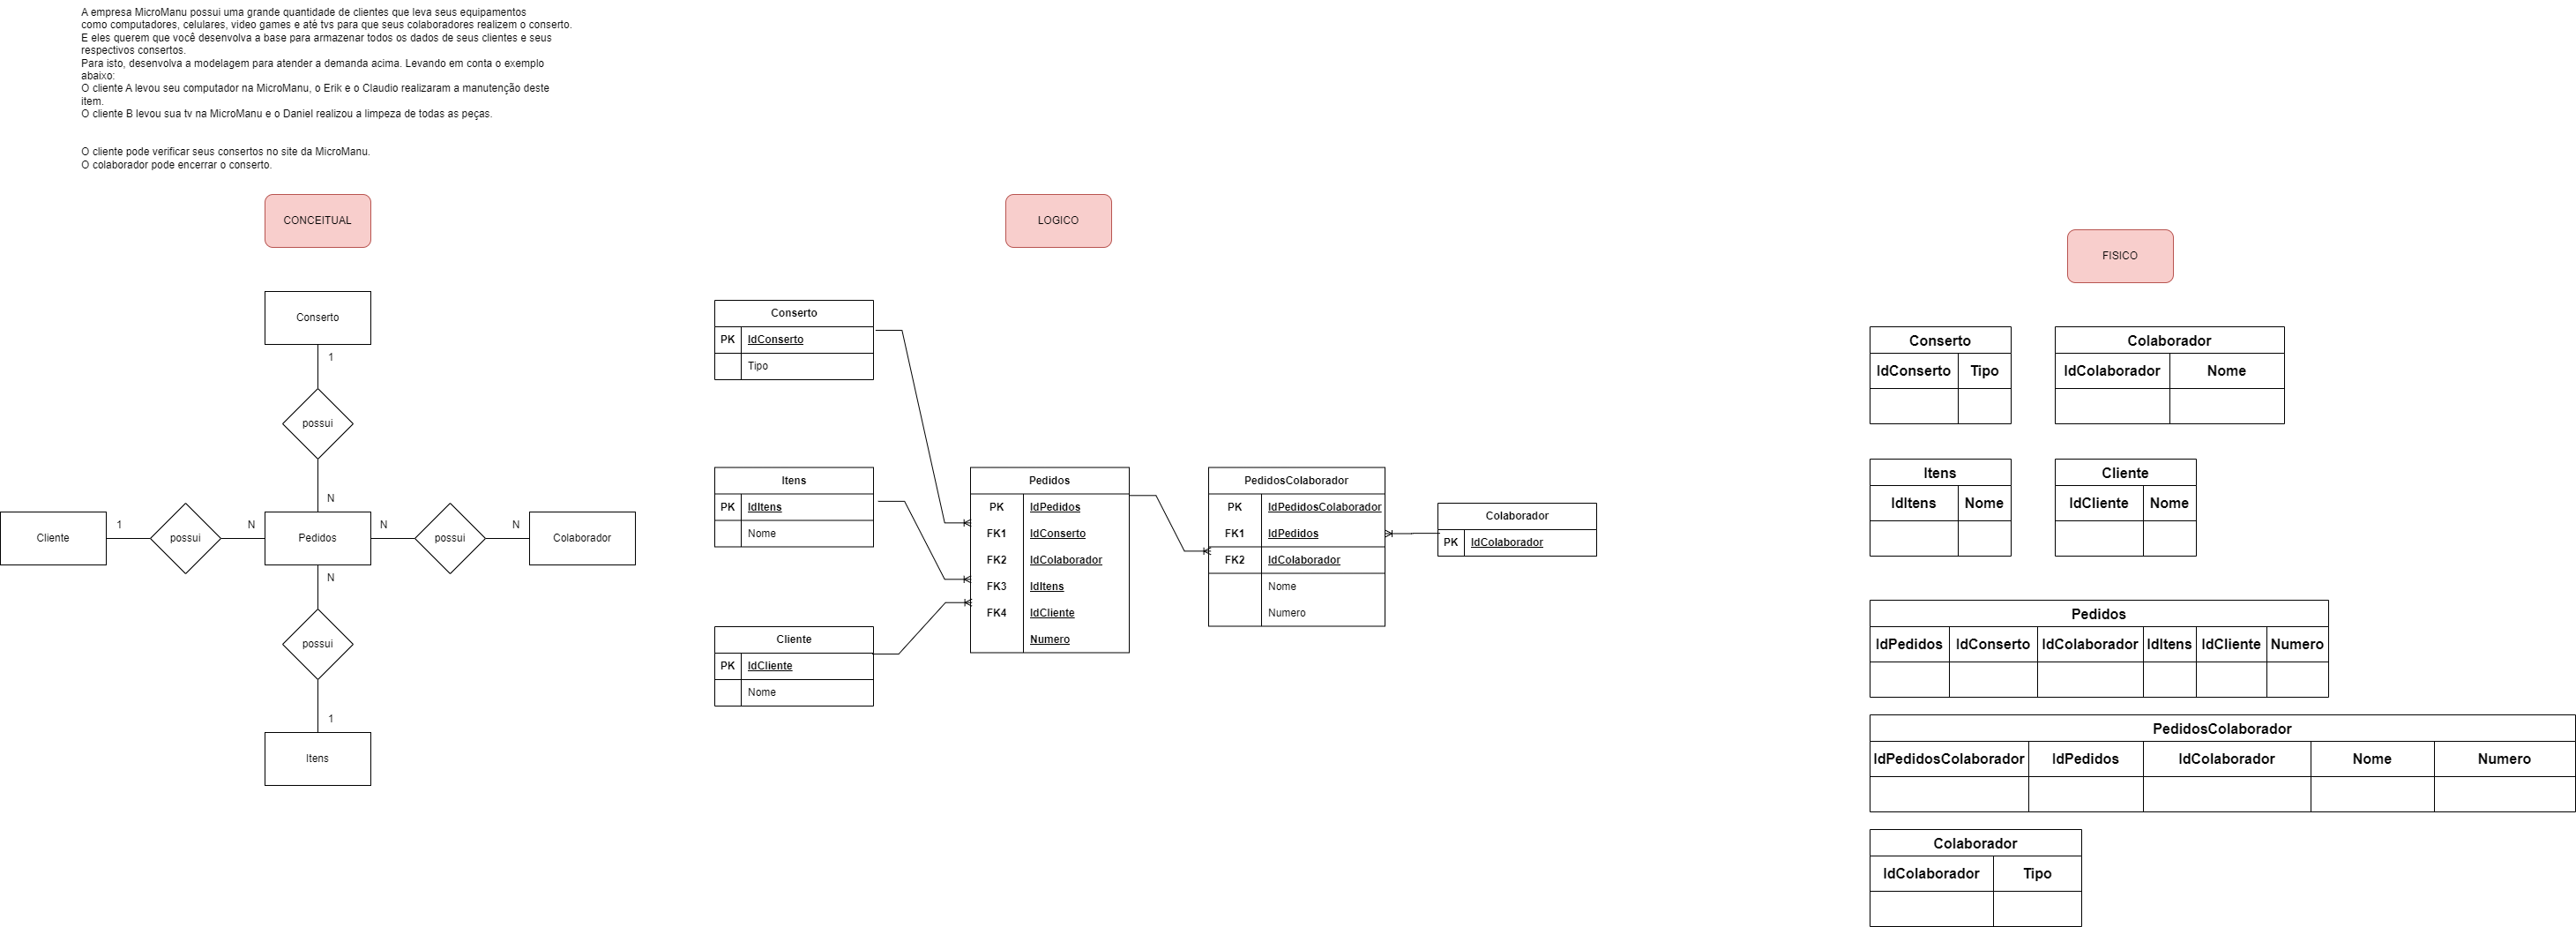 A empresa MicroManu possui uma grande quantidade de clientes que leva seus equipamentos
como computadores, celulares, video games e até tvs para que seus colaboradores realizem o conserto.
E eles querem que você desenvolva a base para armazenar todos os dados de seus clientes e seus
respectivos consertos.
Para isto, desenvolva a modelagem para atender a demanda acima. Levando em conta o exemplo
abaixo:
O cliente A levou seu computador na MicroManu, o Erik e o Claudio realizaram a manutenção deste
item.
O cliente B levou sua tv na MicroManu e o Daniel realizou a limpeza de todas as peças.
O cliente pode verificar seus consertos no site da MicroManu.
O colaborador pode encerrar o conserto.
CONCEITUAL
Conserto
1
possui
N
Cliente
1
possui
N
Pedidos
N
possui
N
Colaborador
N
possui
1
Itens
LOGICO
Conserto
PK IdConserto
Tipo
Itens
PK IdItens
Nome
Cliente
PK IdCliente
Nome
Pedidos
PK IdPedidos
FK1 IdConserto
FK2 IdColaborador
FK3 IdItens
FK4 IdCliente
Numero
PedidosColaborador
PK IdPedidosColaborador
FK1 IdPedidos
FK2 IdColaborador
Nome
Numero
Colaborador
PK IdColaborador
FISICO
Conserto
IdConserto Tipo
Colaborador
IdColaborador Nome
Itens
IdItens Nome
Cliente
IdCliente Nome
Pedidos
IdPedidos IdConserto IdColaborador IdItens IdCliente Numero
PedidosColaborador
IdPedidosColaborador IdPedidos IdColaborador Nome Numero
Colaborador
IdColaborador Tipo